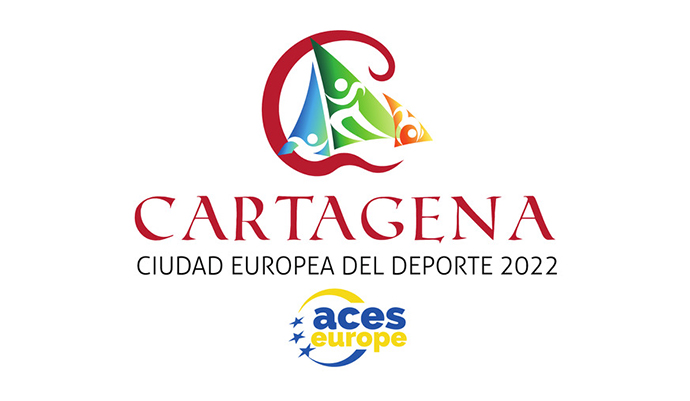 CARTAGENA
CIUDAD EUROPEA DEL DEPORTE 2022
aces
europe